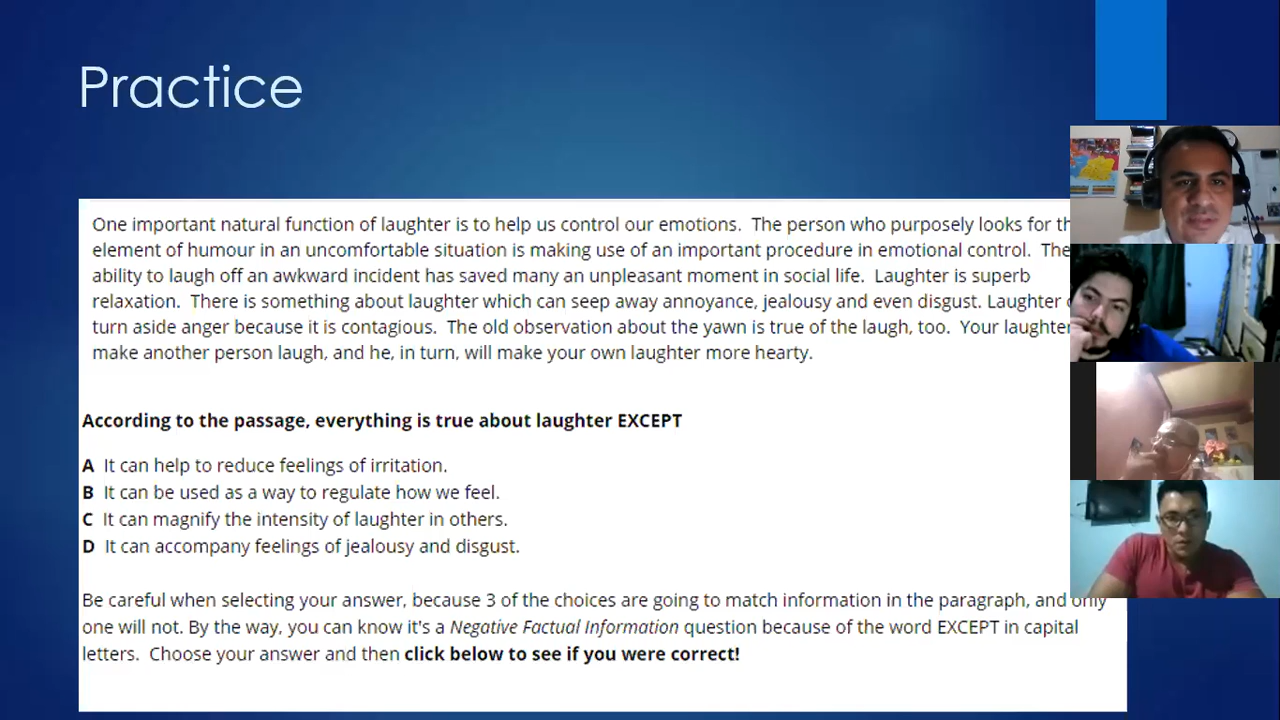 Practice
One important natural function of laughter is to help us control our emotions. The person who purposely looks for
element of humour in an uncomfortable situation is making use of an important procedure in emotional control. The
ability to laugh off an awkward incident has saved many an unpleasant moment in social life. Laughter is superb
relaxation. There is something about laughter which can seep away annoyance, jealousy and even disgust. Laughter
turn aside anger because it is contagious. The old observation about the yawn is true of the laugh, too. Your laughter
make another person laugh, and he, in turn, will make your own laughter more hearty.
According to the passage, everything is true about laughter EXCEPT
A It can help to reduce feelings of irritation.
B It can be used as a way to regulate how we feel.
C It can magnify the intensity of laughter in others.
D It can accompany feelings of jealousy and disgust.
Be careful when selecting your answer, because 3 of the choices are going to match information in the paragraph, and only
one will not. By the way, you can know it's a Negative Factual Information question because of the word EXCEPT in capital
letters. Choose your answer and then click below to see if you were correct!